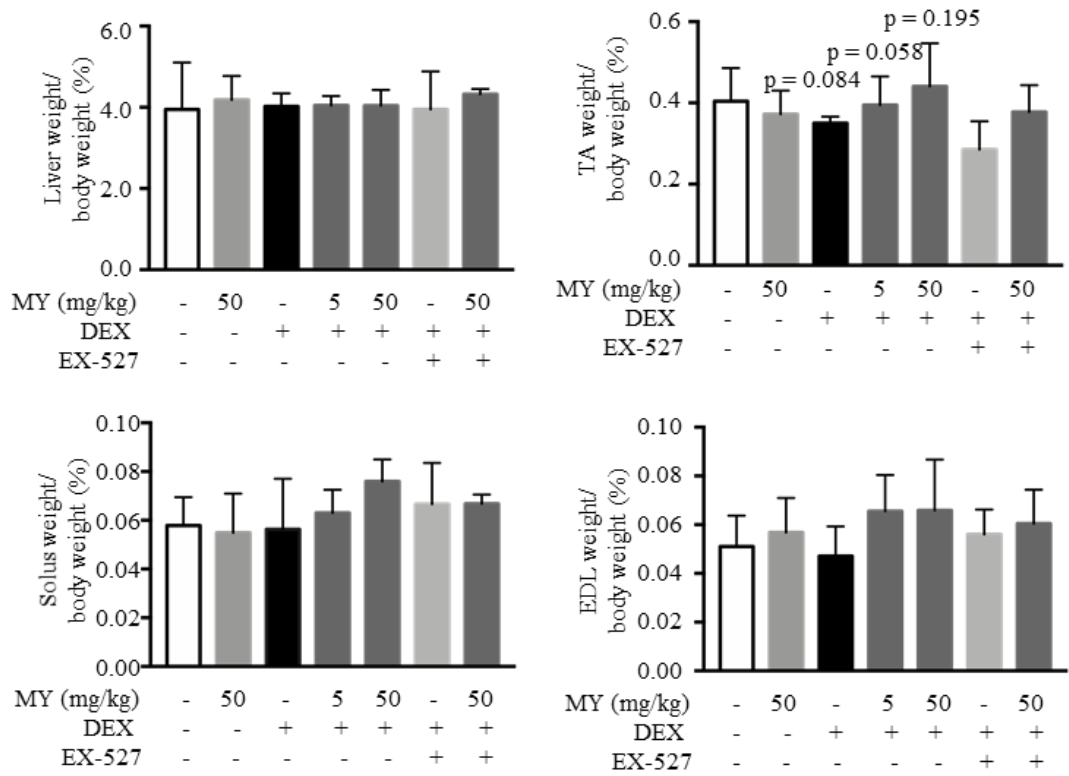 6.0
4.0
2.0
0.0
Liver weight/
body weight (%)
MY (mg/kg) - 50 - 5 50 - 50
DEX - - + + + + +
EX-527 - - - - - + +
0.6
0.4
0.2
0.0
TA weight/
body weight (%)
p = 0.084
p = 0.058
p = 0.195
MY (mg/kg) - 50 - 5 50 - 50
DEX - - + + + + +
EX-527 - - - - - + +
0.10
0.08
0.06
0.04
0.02
0.00
Solus weight/
body weight (%)
MY (mg/kg) - 50 - 5 50 - 50
DEX - - + + + + +
EX-527 - - - - - + +
0.10
0.08
0.06
0.04
0.02
0.00
EDL weight/
body weight (%)
MY (mg/kg) - 50 - 5 50 - 50
DEX - - + + + + +
EX-527 - - - - - + +